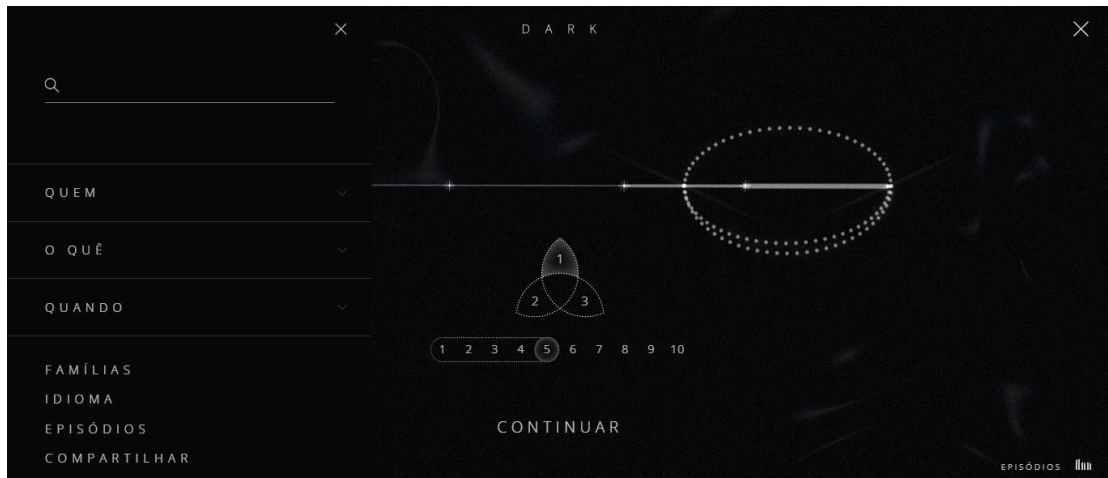 DARK
QUEM
O QUÊ
QUANDO
FAMÍLIAS
IDIOMA
EPISÓDIOS
COMPARTILHAR
1
2 3
1 2 3 4 5 6 7 8 9 10
CONTINUAR
EPISÓDIOS